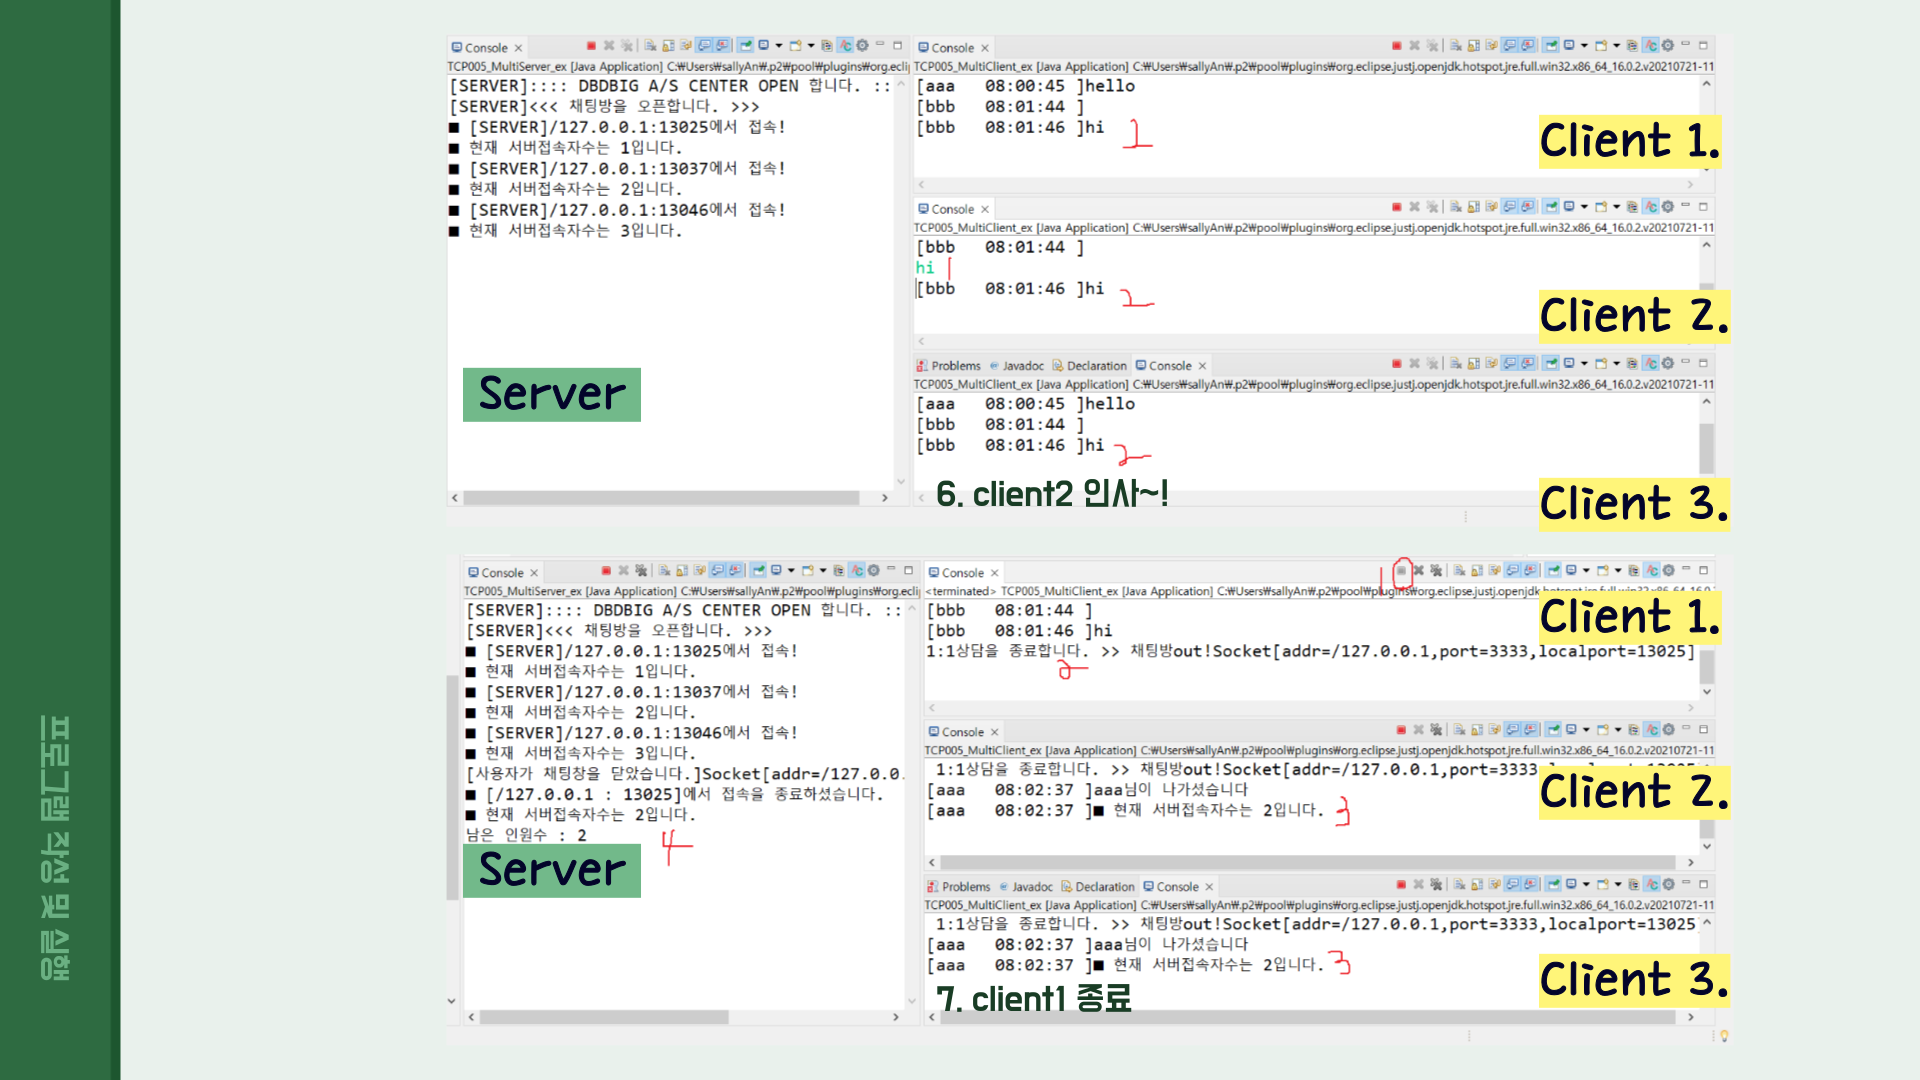 프로그램 작성 및 실행
Console
TCP005_MultiServer_ex [Java Application] C:₩Users₩sallyAn₩.p2₩pool₩plugins₩org.ecli
[SERVER]:::: DBDBIG A/S CENTER OPEN 합니다. ::
[SERVER]<<< 채팅방을 오픈합니다. >>>
■ [SERVER]/127.0.0.1:13025에서 접속!
■ 현재 서버접속자수는 1입니다.
■ [SERVER]/127.0.0.1:13037에서 접속!
■ 현재 서버접속자수는 2입니다.
■ [SERVER]/127.0.0.1:13046에서 접속!
■ 현재 서버접속자수는 3입니다.
Server
Console
TCP005_MultiClient_ex [Java Application] C:₩Users₩sallyAn₩.p2₩pool₩plugins₩org.eclipse.justj.openjdk.hotspot.jre.full.win32.x86_64_16.0.2.v20210721-11
[aaa 08:00:45 ]hello
[bbb 08:01:44 ]
[bbb 08:01:46 ]hi 2
Client 1.
Console
TCP005_MultiClient_ex [Java Application] C:₩Users₩sallyAn₩.p2₩pool₩plugins₩org.eclipse.justj.openjdk.hotspot.jre.full.win32.x86_64_16.0.2.v20210721-11
[bbb 08:01:44 ]
hi 1
[bbb 08:01:46 ]hi 2
Client 2.
Problems Javadoc Declaration Console
TCP005_MultiClient_ex [Java Application] C:₩Users₩sallyAn₩.p2₩pool₩plugins₩org.eclipse.justj.openjdk.hotspot.jre.full.win32.x86_64_16.0.2.v20210721-11
[aaa 08:00:45 ]hello
[bbb 08:01:44 ]
[bbb 08:01:46 ]hi 2
6. client2 인사~!
Client 3.
Console
TCP005_MultiServer_ex [Java Application] C:₩Users₩sallyAn₩.p2₩pool₩plugins₩org.ecli
[SERVER]:::: DBDBIG A/S CENTER OPEN 합니다. ::
[SERVER]<<< 채팅방을 오픈합니다. >>>
■ [SERVER]/127.0.0.1:13025에서 접속!
■ 현재 서버접속자수는 1입니다.
■ [SERVER]/127.0.0.1:13037에서 접속!
■ 현재 서버접속자수는 2입니다.
■ [SERVER]/127.0.0.1:13046에서 접속!
■ 현재 서버접속자수는 3입니다.
[사용자가 채팅창을 닫았습니다.]Socket[addr=/127.0.0.
■ [/127.0.0.1 : 13025]에서 접속을 종료하셨습니다.
■ 현재 서버접속자수는 2입니다.
남은 인원수 : 2
4
Server
Console
1
<terminated> TCP005_MultiClient_ex [Java Application] C:₩Users₩sallyAn₩.p2₩pool₩plugins₩org.eclipse.justj.openjdk
[bbb 08:01:44 ]
[bbb 08:01:46 ]hi
1:1상담을 종료합니다. >> 채팅방out!Socket[addr=/127.0.0.1,port=3333,localport=13025]
2
Client 1.
Console
TCP005_MultiClient_ex [Java Application] C:₩Users₩sallyAn₩.p2₩pool₩plugins₩org.eclipse.justj.openjdk.hotspot.jre.full.win32.x86_64_16.0.2.v20210721-11
1:1상담을 종료합니다. >> 채팅방out!Socket[addr=/127.0.0.1,port=3333
[aaa 08:02:37 ]aaa님이 나가셨습니다
[aaa 08:02:37 ]■ 현재 서버접속자수는 2입니다. 3
Client 2.
Problems Javadoc Declaration Console
TCP005_MultiClient_ex [Java Application] C:₩Users₩sallyAn₩.p2₩pool₩plugins₩org.eclipse.justj.openjdk.hotspot.jre.full.win32.x86_64_16.0.2.v20210721-11
1:1상담을 종료합니다. >> 채팅방out!Socket[addr=/127.0.0.1,port=3333,localport=13025
[aaa 08:02:37 ]aaa님이 나가셨습니다
[aaa 08:02:37 ]■ 현재 서버접속자수는 2입니다. 3
7. client1 종료
Client 3.